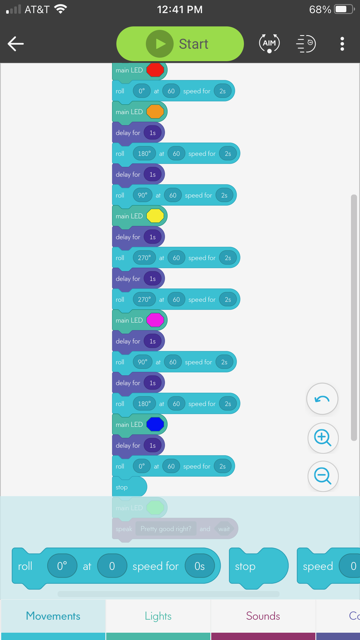 AT&T 12:41 PM 68%
Start AIM
main LED
roll 0° at 60 speed for 2s
main LED
delay for 1s
roll 180° at 60 speed for 2s
delay for 1s
roll 90° at 60 speed for 2s
main LED
delay for 1s
roll 270° at 60 speed for 2s
delay for 1s
roll 270° at 60 speed for 2s
main LED
delay for 1s
roll 90° at 60 speed for 2s
delay for 1s
roll 180° at 60 speed for 2s
main LED
delay for 1s
roll 0° at 60 speed for 2s
stop
main LED
speak Pretty good right? and wait
roll 0° at 0 speed for 0s stop speed 0
Movements Lights Sounds